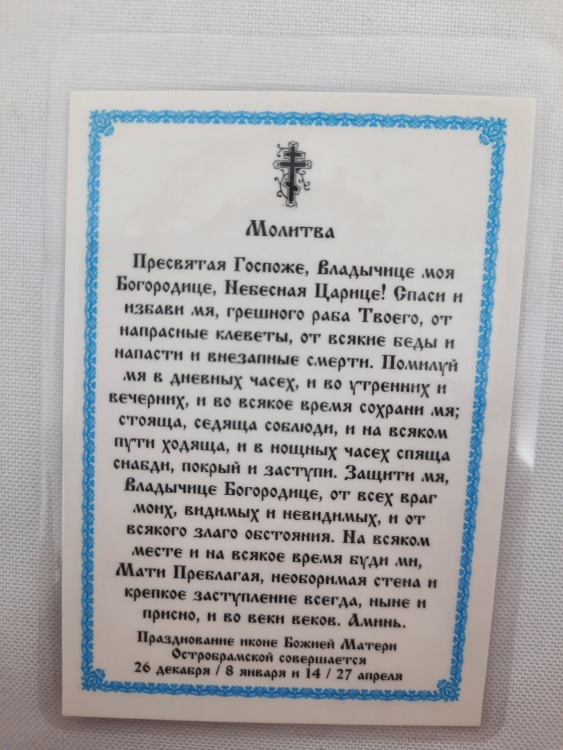 Молитва
Пресвятая Госпоже, Владычице моя
Богородице, Небесная Царице! Спаси и
избави мя, грешного раба Твоего, от
напрасные клеветы, от всякие беды и
напасти и внезапные смерти. Помилуй
мя в дневных часех, и во утренних и
вечерних, и во всякое время сохрани мя;
стояща, седяща соблюди, и на всяком
пути ходяща, и в нощных часех спяща
снабди, покрый и заступи. Защити мя,
Владычице Богородице, от всех враг
моих, видимых и невидимых, и от
всякого злаго обстояния. На всяком
месте и на всякое время буди ми,
Мати Преблагая, необоримая стена и
крепкое заступление всегда, ныне и
присно, и во веки веков. Аминь.
Празднование иконе Божией Матери
Остробрамской совершается
26 декабря / 8 января и 14 / 27 апреля